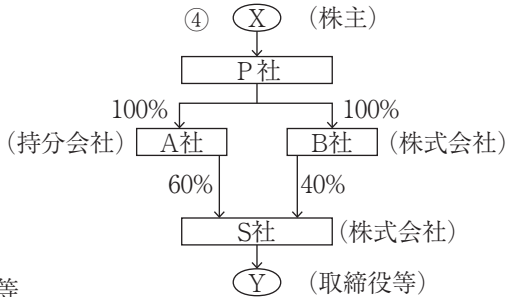 ④ X （株主）
P社
100% 100%
（持分会社） A社 B社 （株式会社）
60% 40%
S社 （株式会社）
Y （取締役等）
等